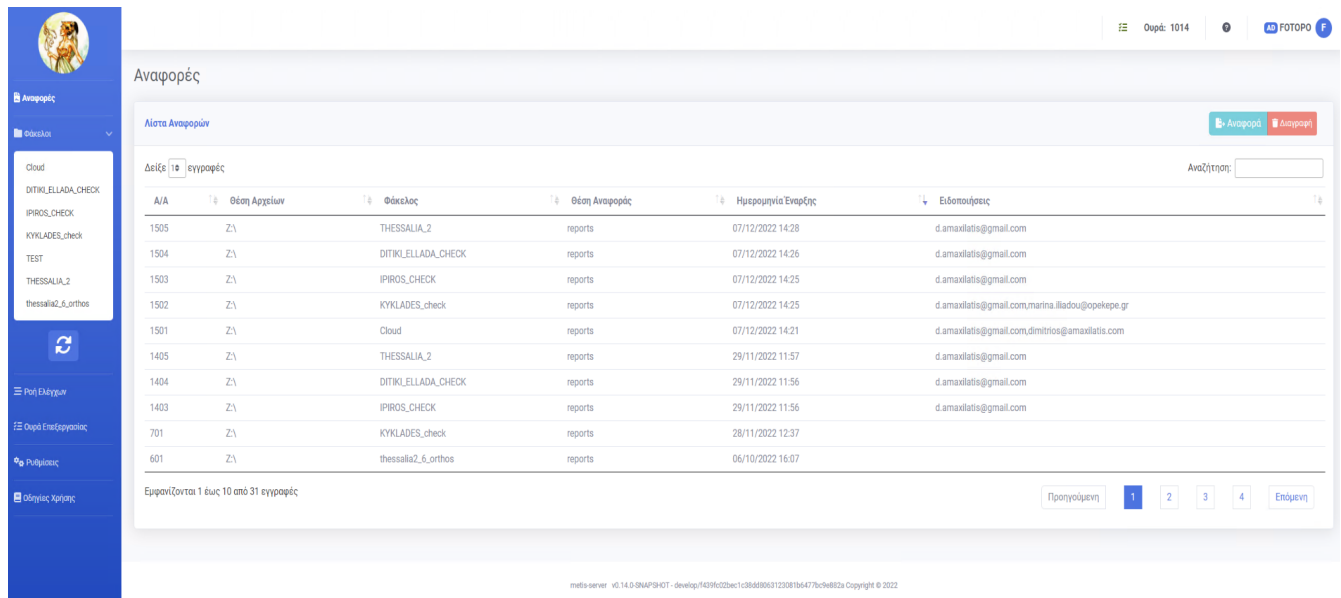 Ουρά: 1014
AD FOTOPO F
Αναφορές
Αναφορές
Φάκελοι
Cloud
DITIKI_ELLADA_CHECK
IPIROS_CHECK
KYKLADES_check
TEST
THESSALIA_2
thessalia2_6_orthos
Ροή Ελέγχων
Ουρά Επεξεργασίας
Ρυθμίσεις
Οδηγίες Χρήσης
Λίστα Αναφορών
Αναφορά Διαγραφή
Δείξε 10 εγγραφές
Αναζήτηση:
Α/Α Θέση Αρχείων Φάκελος Θέση Αναφοράς Ημερομηνία Έναρξης Ειδοποιήσεις
1505 Z:\ THESSALIA_2 reports 07/12/2022 14:28 d.amaxilatis@gmail.com
1504 Z:\ DITIKI_ELLADA_CHECK reports 07/12/2022 14:26 d.amaxilatis@gmail.com
1503 Z:\ IPIROS_CHECK reports 07/12/2022 14:25 d.amaxilatis@gmail.com
1502 Z:\ KYKLADES_check reports 07/12/2022 14:25 d.amaxilatis@gmail.com,marina.iliadou@opekepe.gr
1501 Z:\ Cloud reports 07/12/2022 14:21 d.amaxilatis@gmail.com,dimitrios@amaxilatis.com
1405 Z:\ THESSALIA_2 reports 29/11/2022 11:57 d.amaxilatis@gmail.com
1404 Z:\ DITIKI_ELLADA_CHECK reports 29/11/2022 11:56 d.amaxilatis@gmail.com
1403 Z:\ IPIROS_CHECK reports 29/11/2022 11:56 d.amaxilatis@gmail.com
701 Z:\ KYKLADES_check reports 28/11/2022 12:37
601 Z:\ thessalia2_6_orthos reports 06/10/2022 16:07
Εμφανίζονται 1 έως 10 από 31 εγγραφές
Προηγούμενη 1 2 3 4 Επόμενη
metis-server v0.14.0-SNAPSHOT - Copyright © 2022